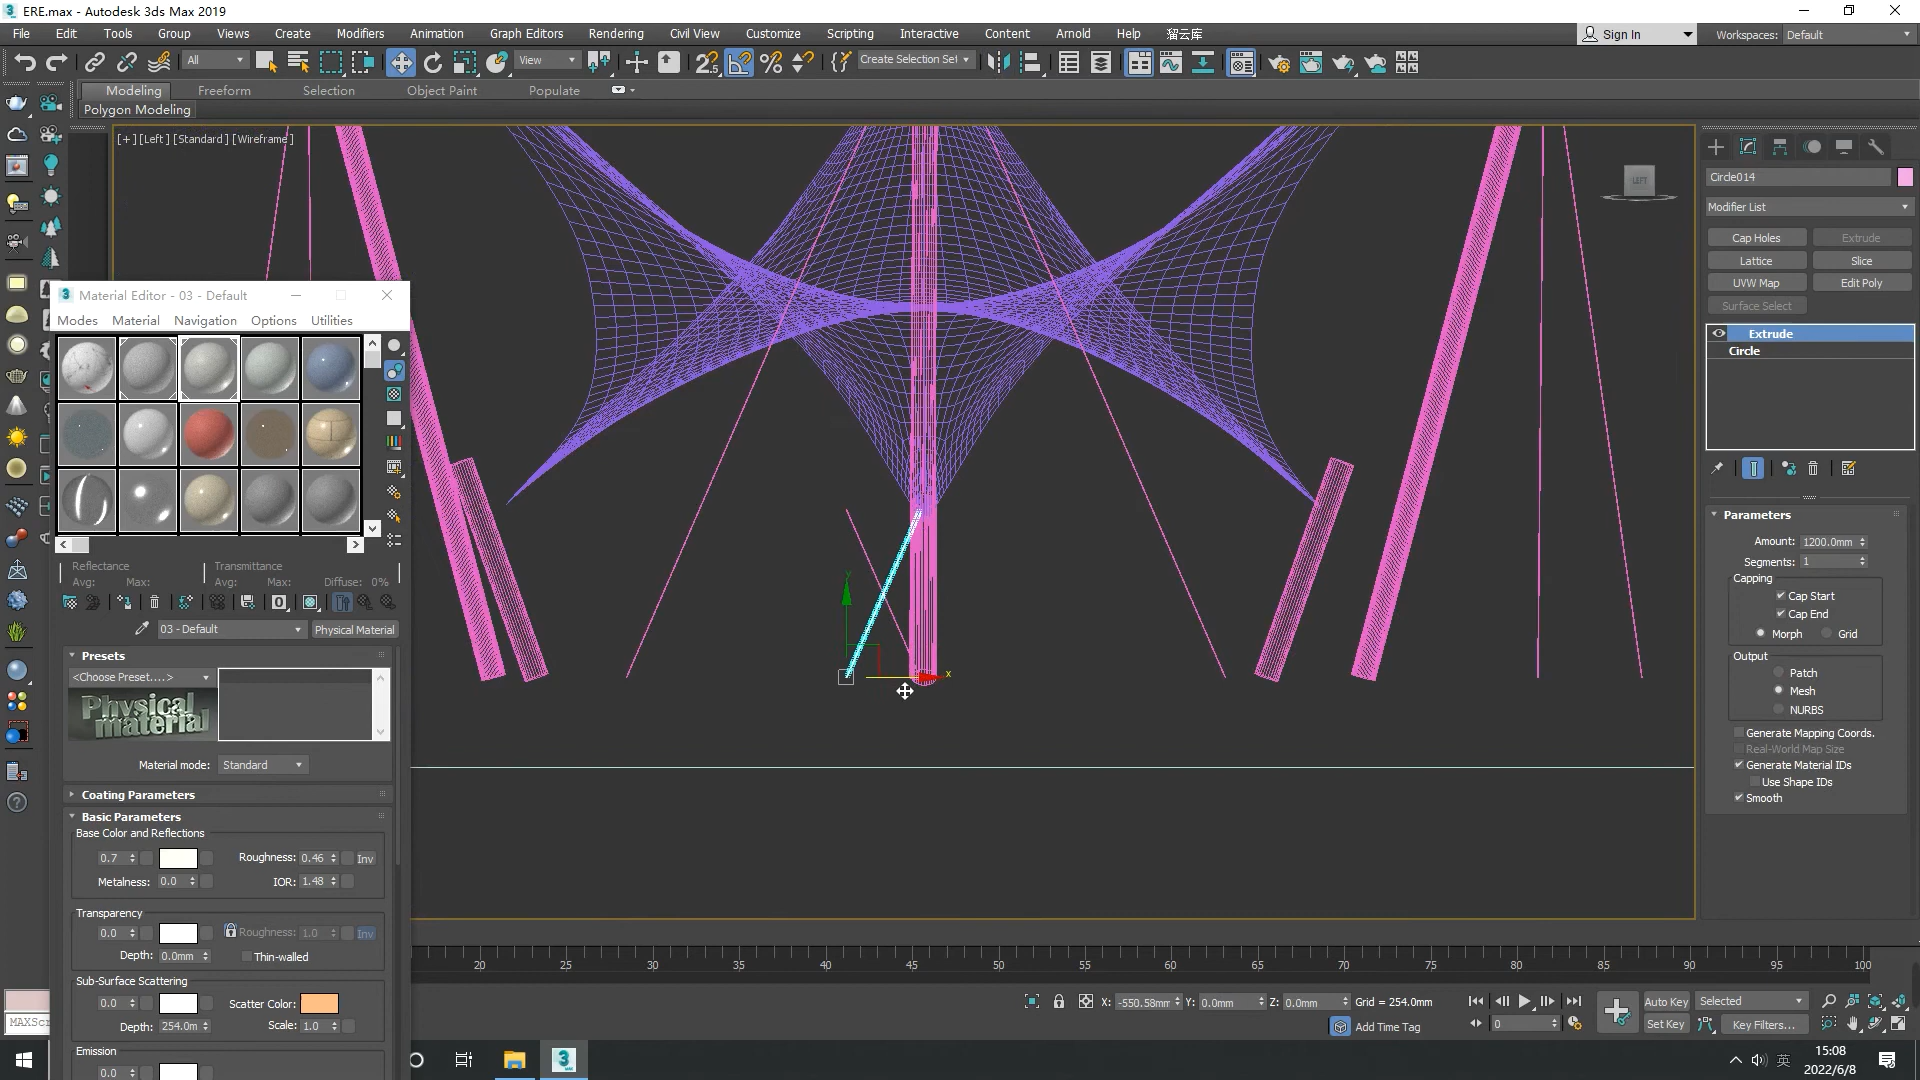 ERE.max - Autodesk 3ds Max 2019
File Edit Tools Group Views Create Modifiers Animation Graph Editors Rendering Civil View Customize Scripting Interactive Content Arnold Help 溜云库
Sign In Workspaces: Default
All View Create Selection Set
Modeling Freeform Selection Object Paint Populate
Polygon Modeling
[+] [Left] [Standard] [Wireframe]
LEFT
Circle014
Modifier List
Cap Holes Extrude
Lattice Slice
UVW Map Edit Poly
Surface Select
Extrude
Circle
Parameters
Amount: 1200.0mm
Segments: 1
Capping
Cap Start
Cap End
Morph Grid
Output
Patch
Mesh
NURBS
Generate Mapping Coords.
Real-World Map Size
Generate Material IDs
Use Shape IDs
Smooth
Material Editor - 03 - Default
Modes Material Navigation Options Utilities
Reflectance Transmittance
Avg: Max: Avg: Max: Diffuse: 0%
03 - Default Physical Material
Presets
<Choose Preset....>
Physical
material
Material mode: Standard
Coating Parameters
Basic Parameters
Base Color and Reflections
0.7 Roughness: 0.46 Inv
Metalness: 0.0 IOR: 1.48
Transparency
0.0 Roughness: 1.0 Inv
Depth: 0.0mm Thin-walled
Sub-Surface Scattering
0.0 Scatter Color:
Depth: 254.0m Scale: 1.0
Emission
0.0
y
x
20 25 30 35 40 45 50 55 60 65 70 75 80 85 90 95 100
MAXScr
X: -550.58mm Y: 0.0mm Z: 0.0mm Grid = 254.0mm
Add Time Tag
0
Auto Key Selected
Set Key Key Filters...
英
15:08
2022/6/8